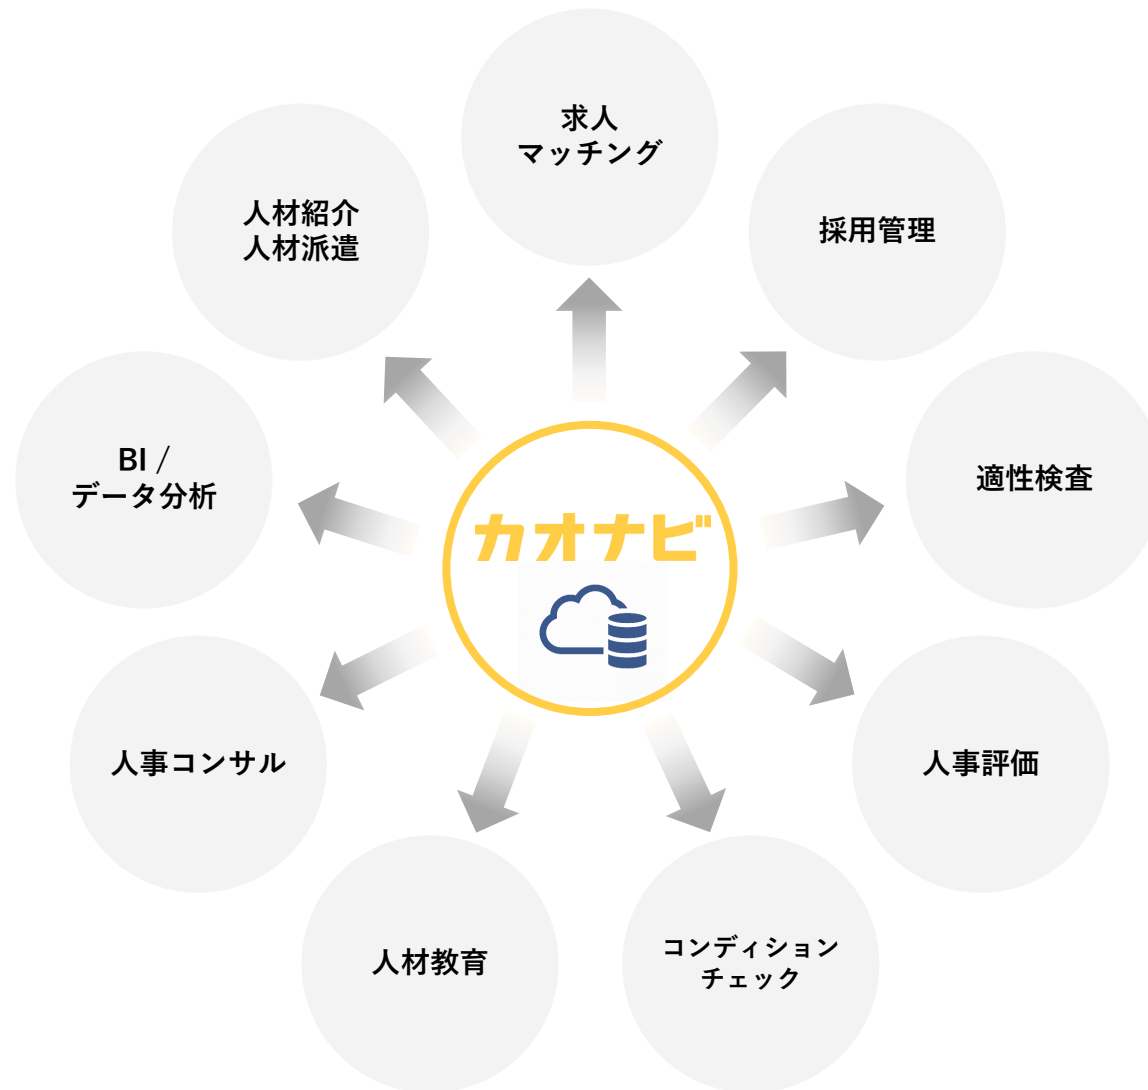 求人
マッチング
採用管理
適性検査
人事評価
コンディション
チェック
人材教育
人事コンサル
BI /
データ分析
人材紹介
人材派遣
カオナビ